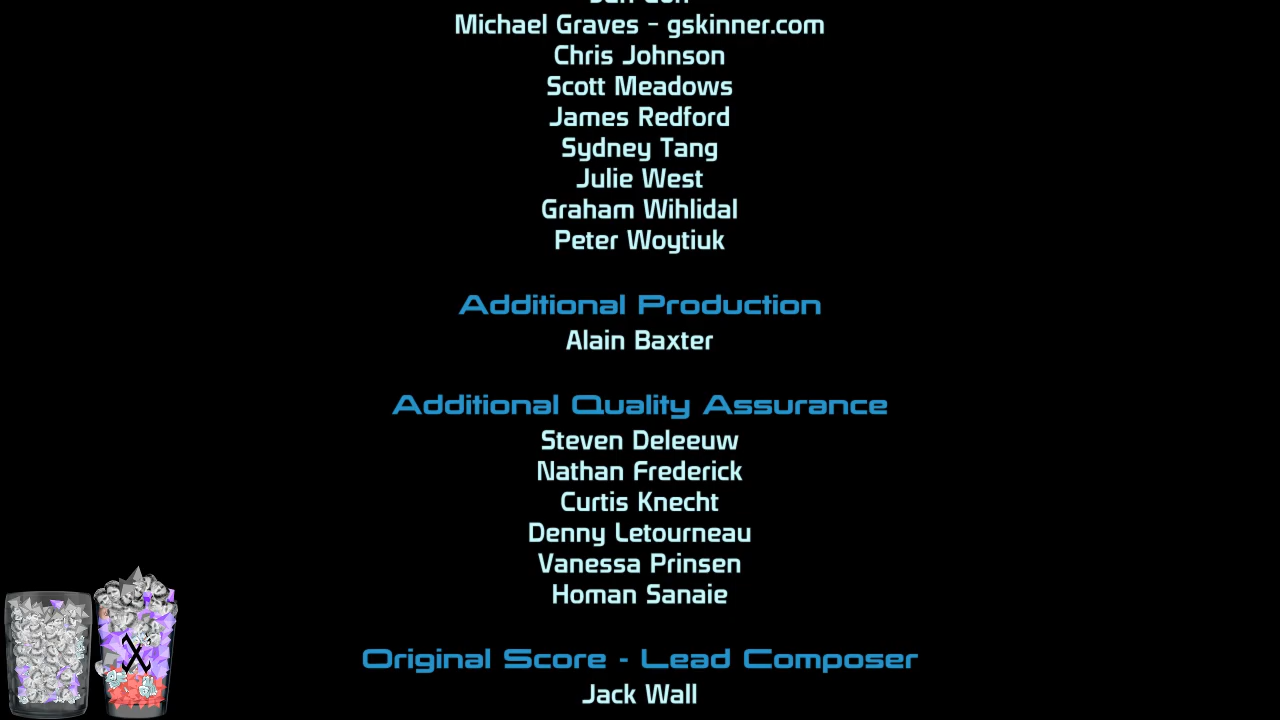 Michael Graves - gskinner.com
Chris Johnson
Scott Meadows
James Redford
Sydney Tang
Julie West
Graham Wihlidal
Peter Woytiuk
Additional Production
Alain Baxter
Additional Quality Assurance
Steven Deleeuw
Nathan Frederick
Curtis Knecht
Denny Letourneau
Vanessa Prinsen
Homan Sanaie
Original Score - Lead Composer
Jack Wall